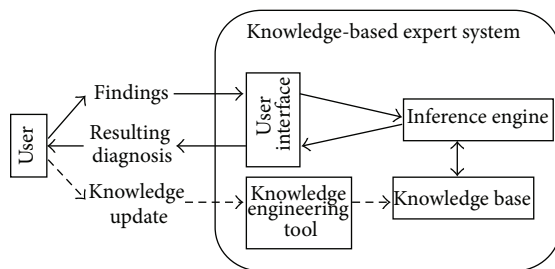 Knowledge-based expert system
Findings
User
interface
Inference engine
User
Resulting
diagnosis
Knowledge
update
Knowledge
engineering
tool
Knowledge base